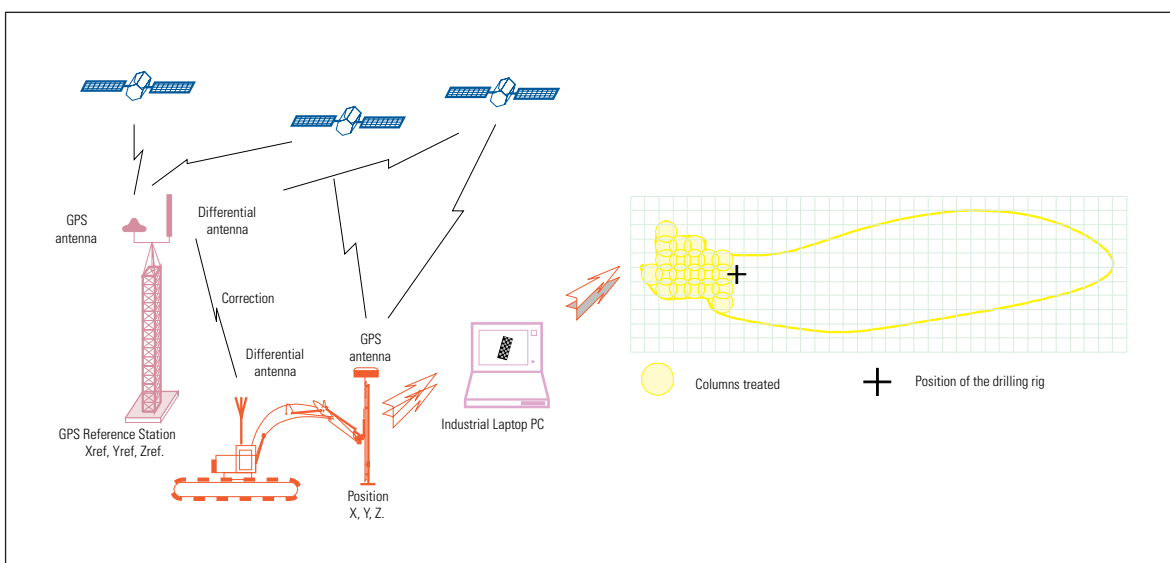 GPS
antenna
Differential
antenna
Correction
GPS
antenna
Differential
antenna
GPS Reference Station
Xref, Yref, Zref.
Position
X, Y, Z.
Industrial Laptop PC
Columns treated
Position of the drilling rig